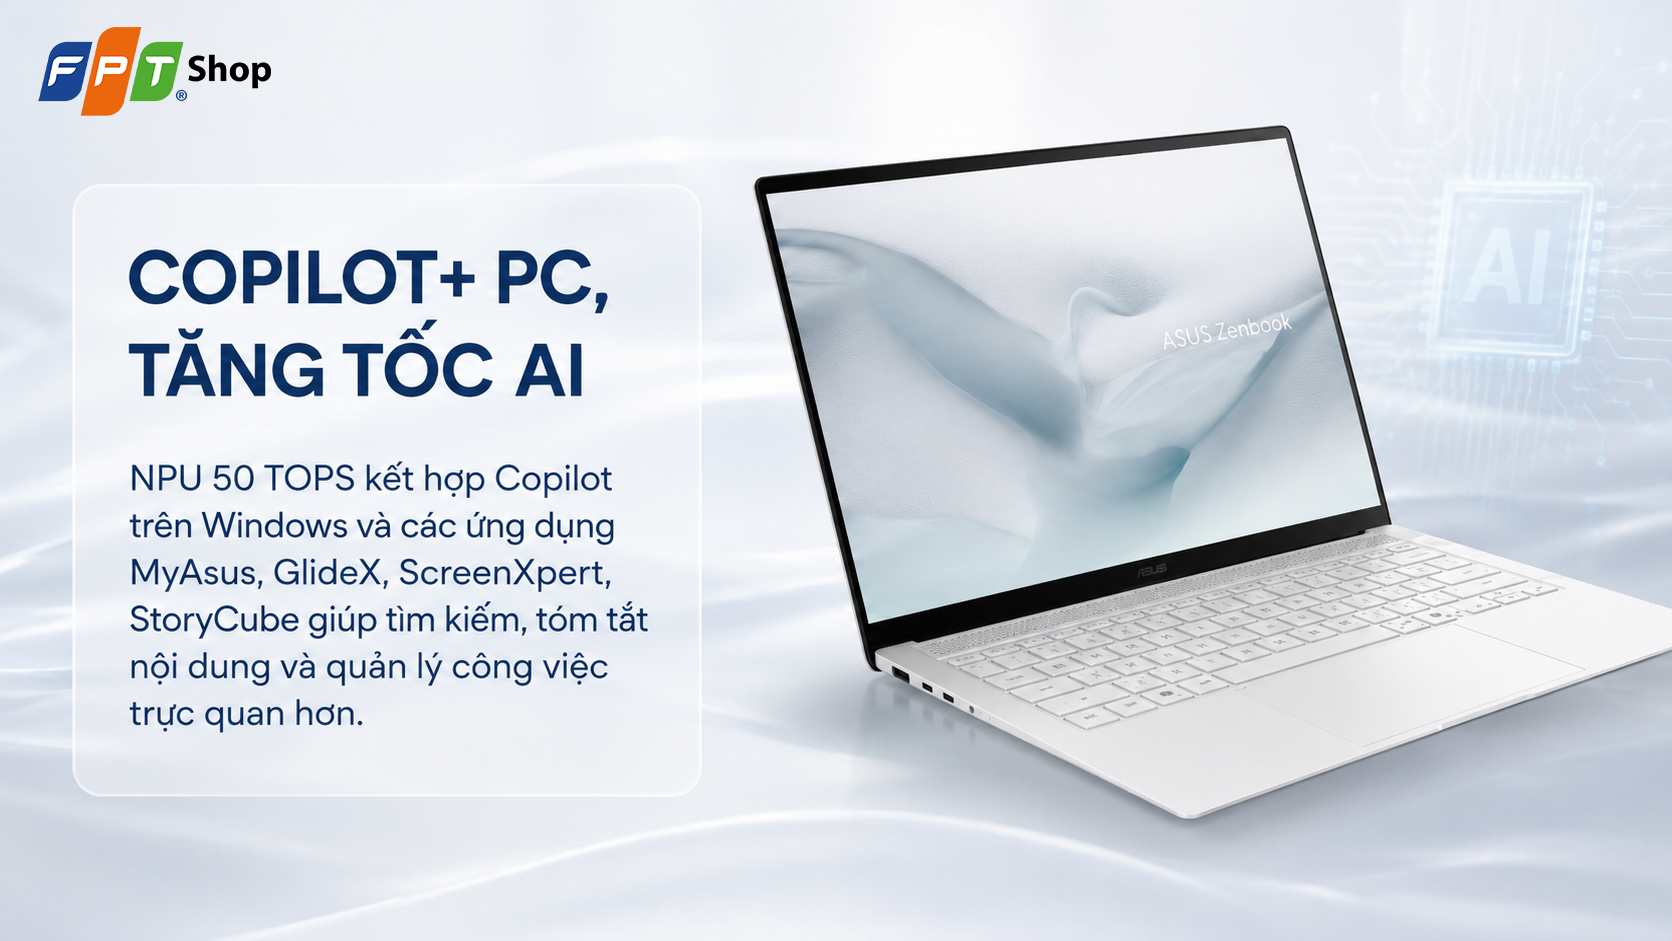 FPT® Shop
COPILOT+ PC,
TĂNG TỐC AI
NPU 50 TOPS kết hợp Copilot
trên Windows và các ứng dụng
MyAsus, GlideX, ScreenXpert,
StoryCube giúp tìm kiếm, tóm tắt
nội dung và quản lý công việc
trực quan hơn.
ASUS Zenbook
ASUS
AI